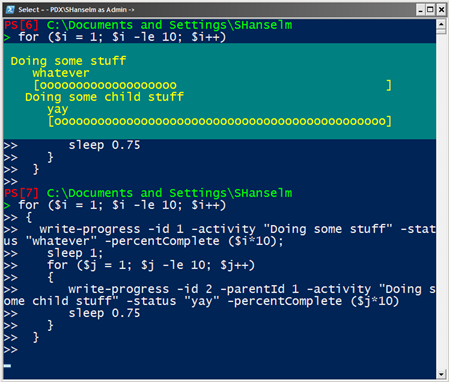 Select - - PDX\SHanselm as Admin ->
PS[6] C:\Documents and Settings\SHanselm
> for ($i = 1; $i -le 10; $i++)
Doing some stuff
whatever
[ooooooooooooooooooo                             ]
Doing some child stuff
yay
[oooooooooooooooooooooooooooooooooooooooooooooo]
>> sleep 0.75
>> }
>> }
>>
PS[7] C:\Documents and Settings\SHanselm
> for ($i = 1; $i -le 10; $i++)
>> {
>> write-progress -id 1 -activity "Doing some stuff" -stat
us "whatever" -percentComplete ($i*10);
>> sleep 1;
>> for ($j = 1; $j -le 10; $j++)
>> {
>> write-progress -id 2 -parentId 1 -activity "Doing s
ome child stuff" -status "yay" -percentComplete ($j*10)
>> sleep 0.75
>> }
>> }
>>